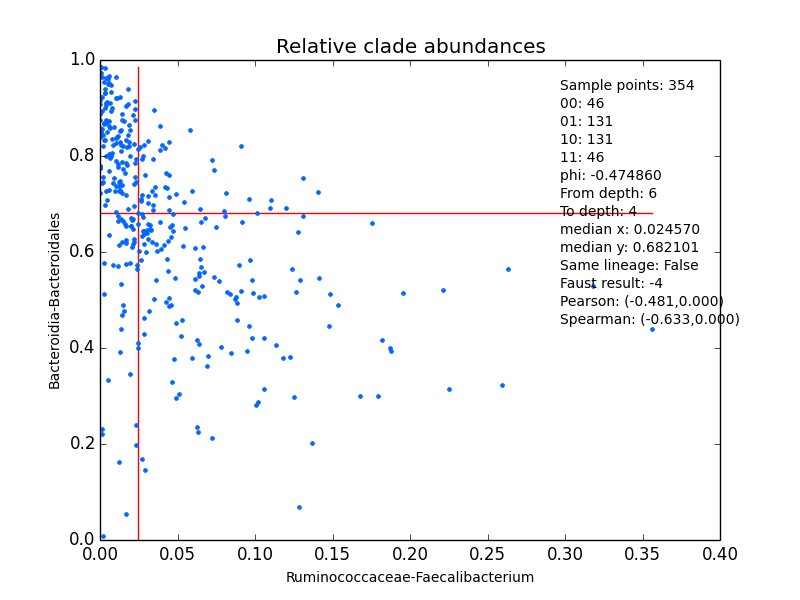 Relative clade abundances
1.0
0.8
0.6
0.4
0.2
0.0
Bacteroidia-Bacteroidales
Sample points: 354
00: 46
01: 131
10: 131
11: 46
phi: -0.474860
From depth: 6
To depth: 4
median x: 0.024570
median y: 0.682101
Same lineage: False
Faust result: -4
Pearson: (-0.481,0.000)
Spearman: (-0.633,0.000)
0.00 0.05 0.10 0.15 0.20 0.25 0.30 0.35 0.40
Ruminococcaceae-Faecalibacterium